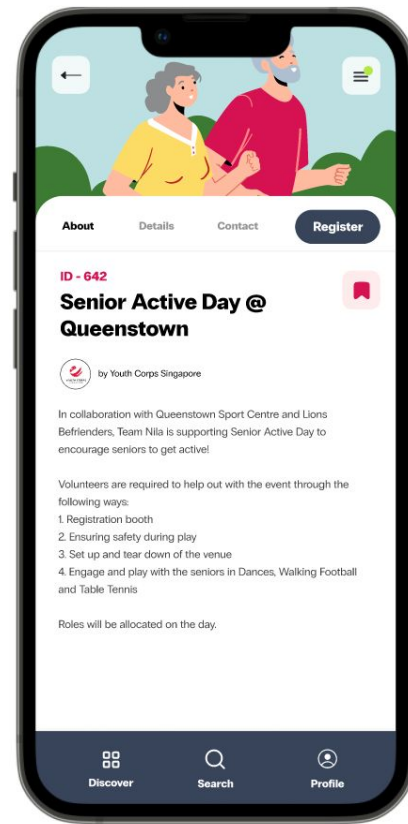 About
Details
Contact
Register
ID - 642
Senior Active Day @
Queenstown
by Youth Corps Singapore
In collaboration with Queenstown Sport Centre and Lions
Befrienders, Team Nila is supporting Senior Active Day to
encourage seniors to get active!
Volunteers are required to help out with the event through the
following ways:
1. Registration booth
2. Ensuring safety during play
3. Set up and tear down of the venue
4. Engage and play with the seniors in Dances, Walking Football
and Table Tennis
Roles will be allocated on the day.
Discover
Search
Profile